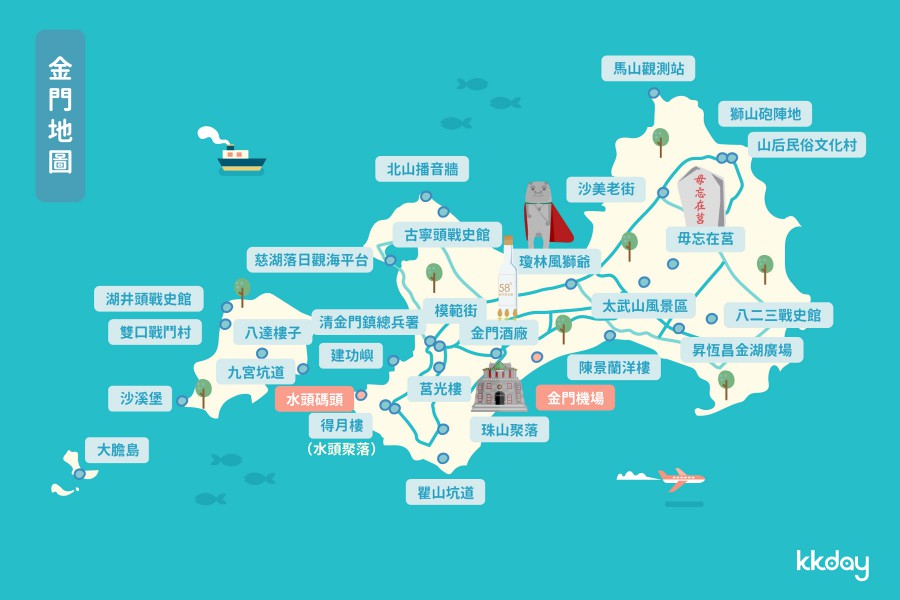 金門地圖
馬山觀測站
獅山砲陣地
山后民俗文化村
北山播音牆
沙美老街
毋忘在莒
古寧頭戰史館
毋忘在莒
慈湖落日觀海平台
瓊林風獅爺
58°
湖井頭戰史館
太武山風景區
模範街
八二三戰史館
清金門鎮總兵署
雙口戰鬥村
八達樓子
金門酒廠
建功嶼
昇恆昌金湖廣場
九宮坑道
陳景蘭洋樓
莒光樓
沙溪堡
水頭碼頭
金門機場
得月樓
(水頭聚落)
珠山聚落
大膽島
瞿山坑道
kkday